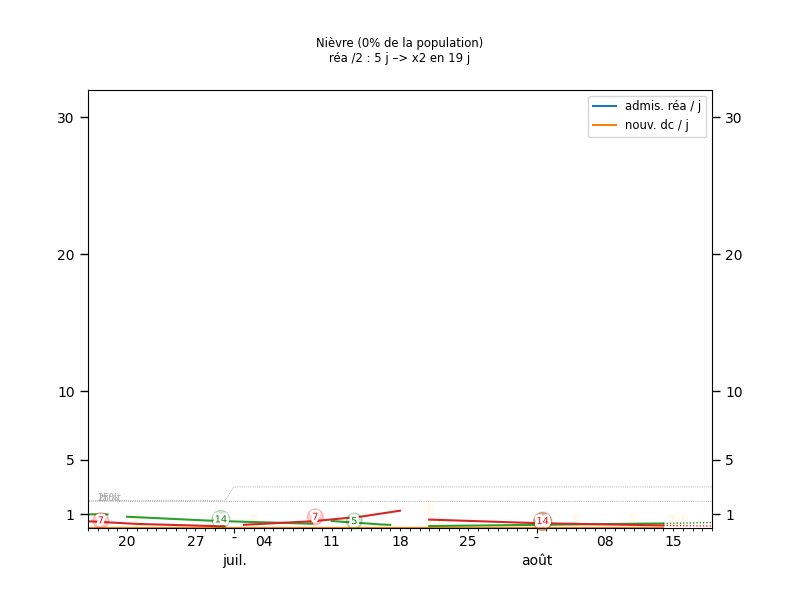 Nièvre (0% de la population)
réa /2 : 5 j –> x2 en 19 j
admis. réa / j
nouv. dc / j
30 30
20 20
10 10
5 5
1 1
7 14 7 5 14
20 27 - 04 11 18 25 - 08 15
juil. août